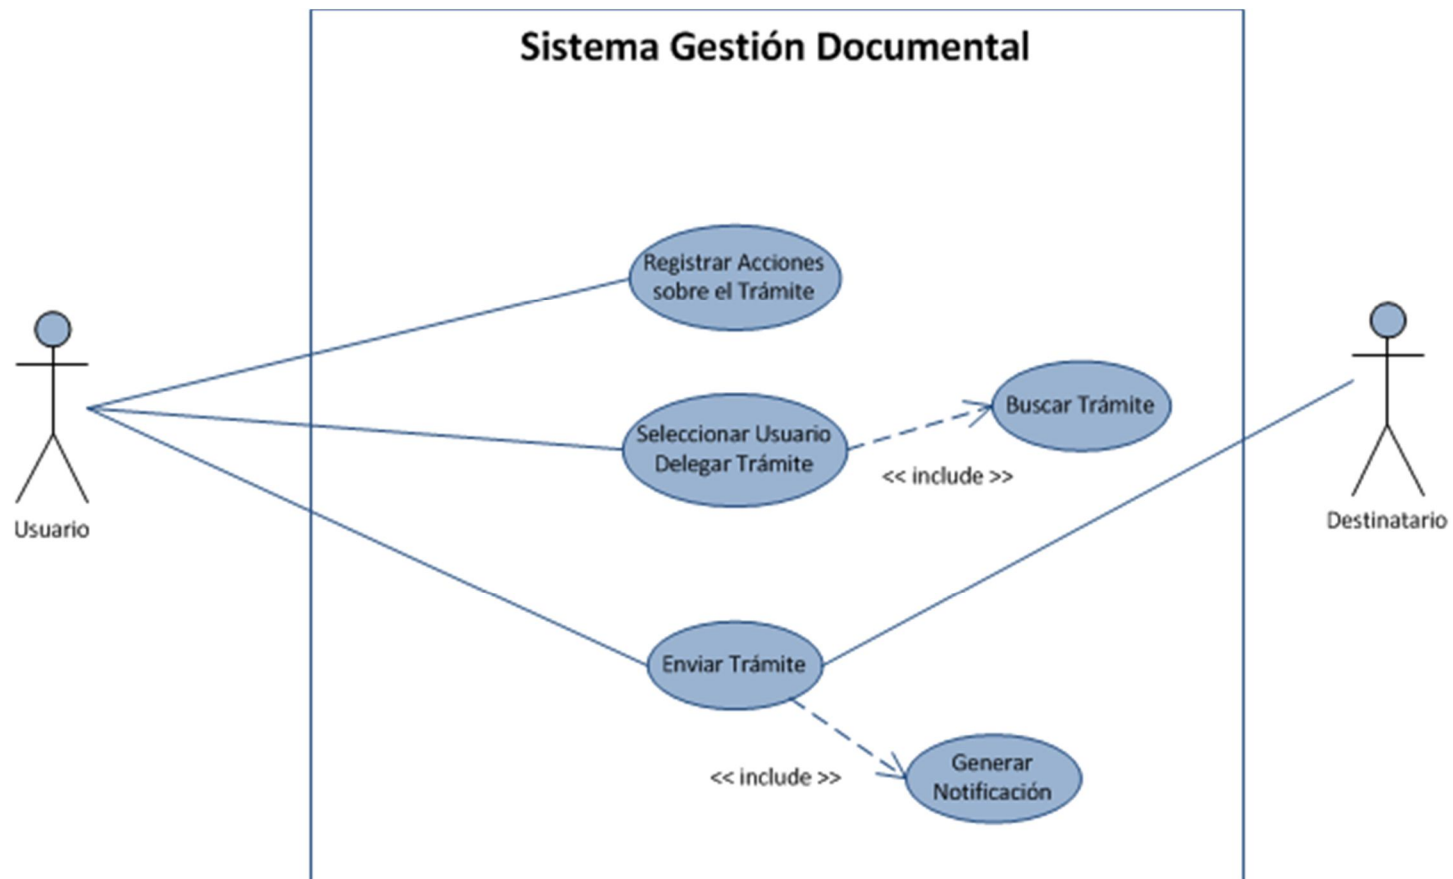 Sistema Gestión Documental
Registrar Acciones
sobre el Trámite
Buscar Trámite
Seleccionar Usuario
Delegar Trámite
<< include >>
Usuario
Destinatario
Enviar Trámite
<< include >>
Generar
Notificación